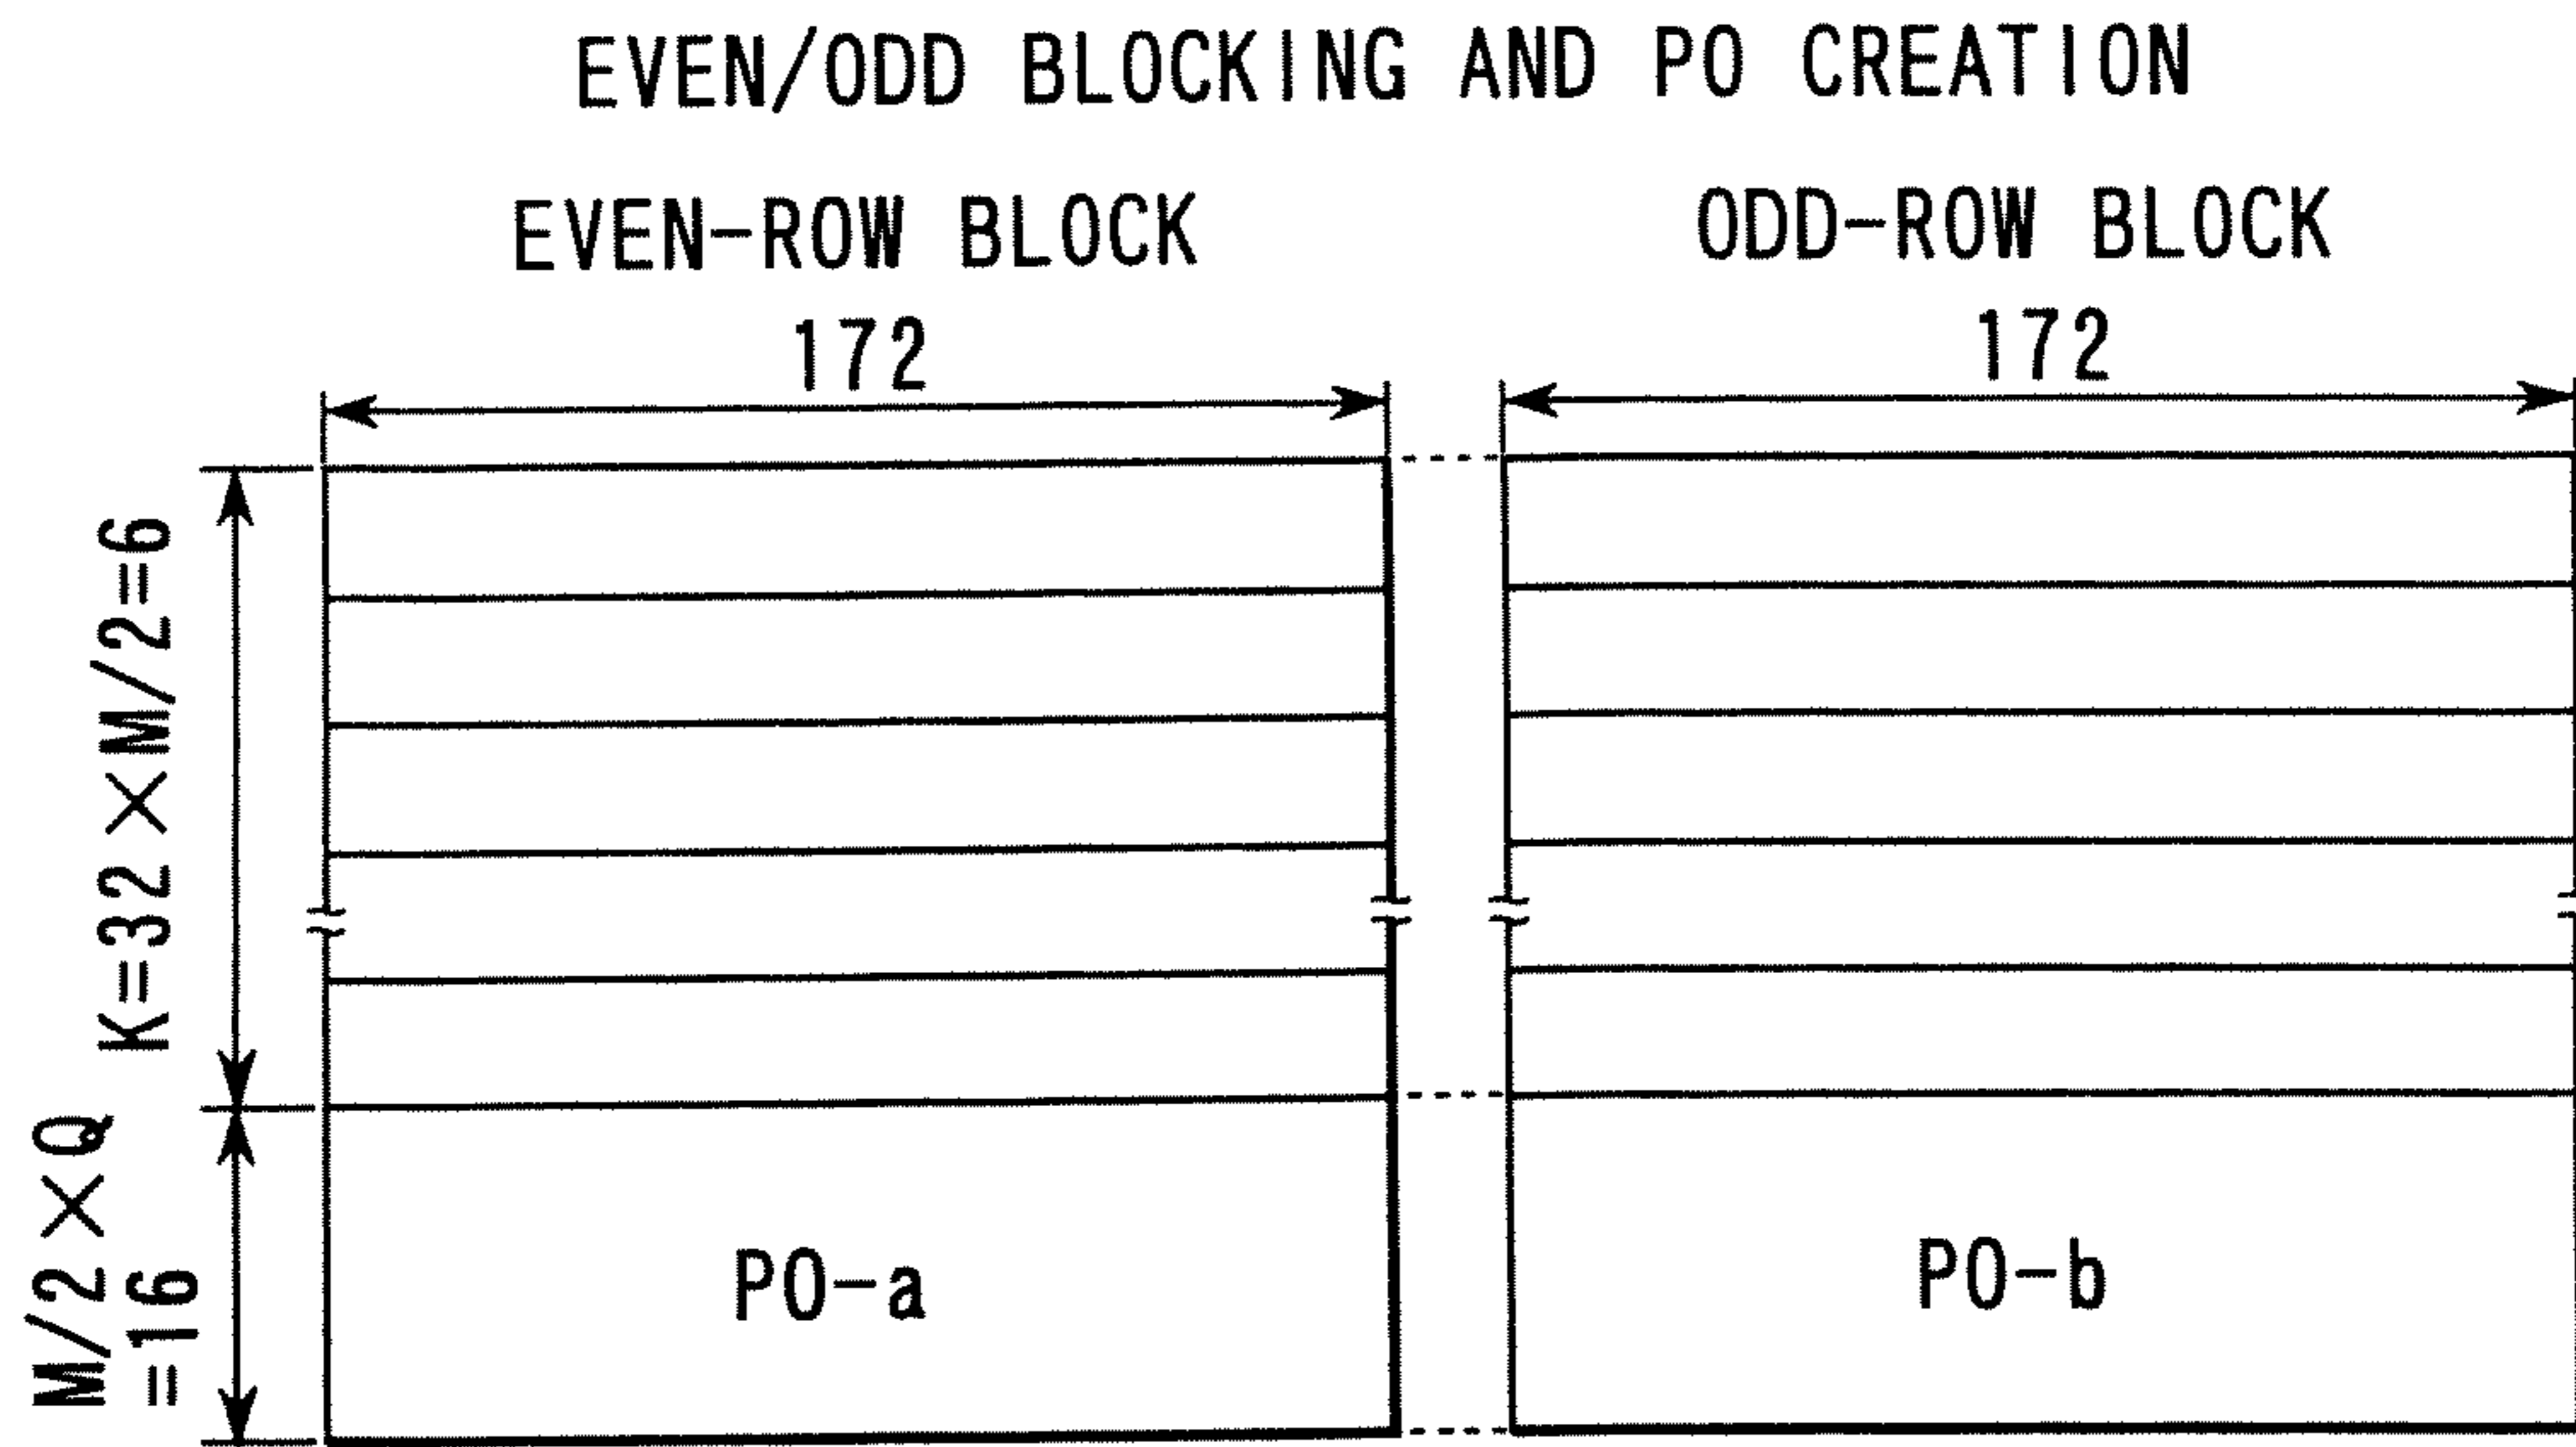 EVEN/ODD BLOCKING AND PO CREATION
EVEN-ROW BLOCK
ODD-ROW BLOCK
172
172
K=32×M/2=6
M/2×Q
=16
PO-a
PO-b